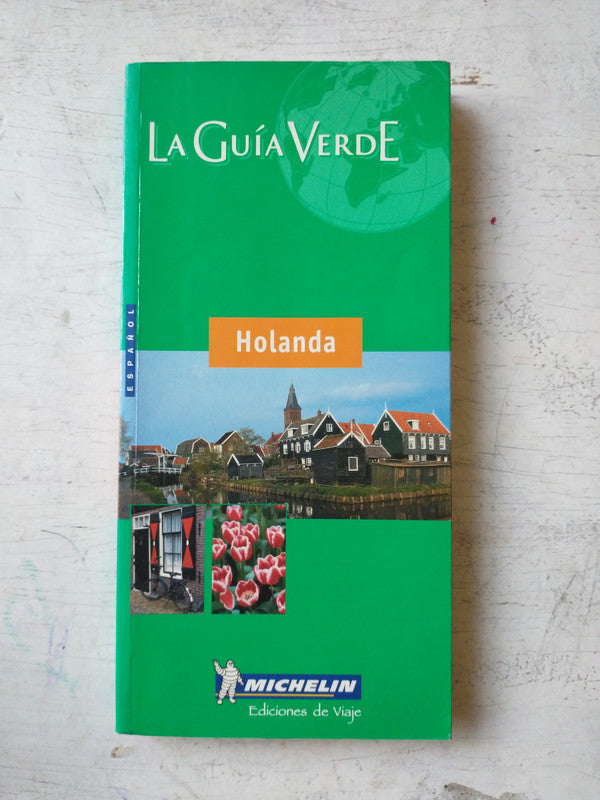 LA GUÍA VERDE
ESPAÑOL
Holanda
MICHELIN
Ediciones de Viaje